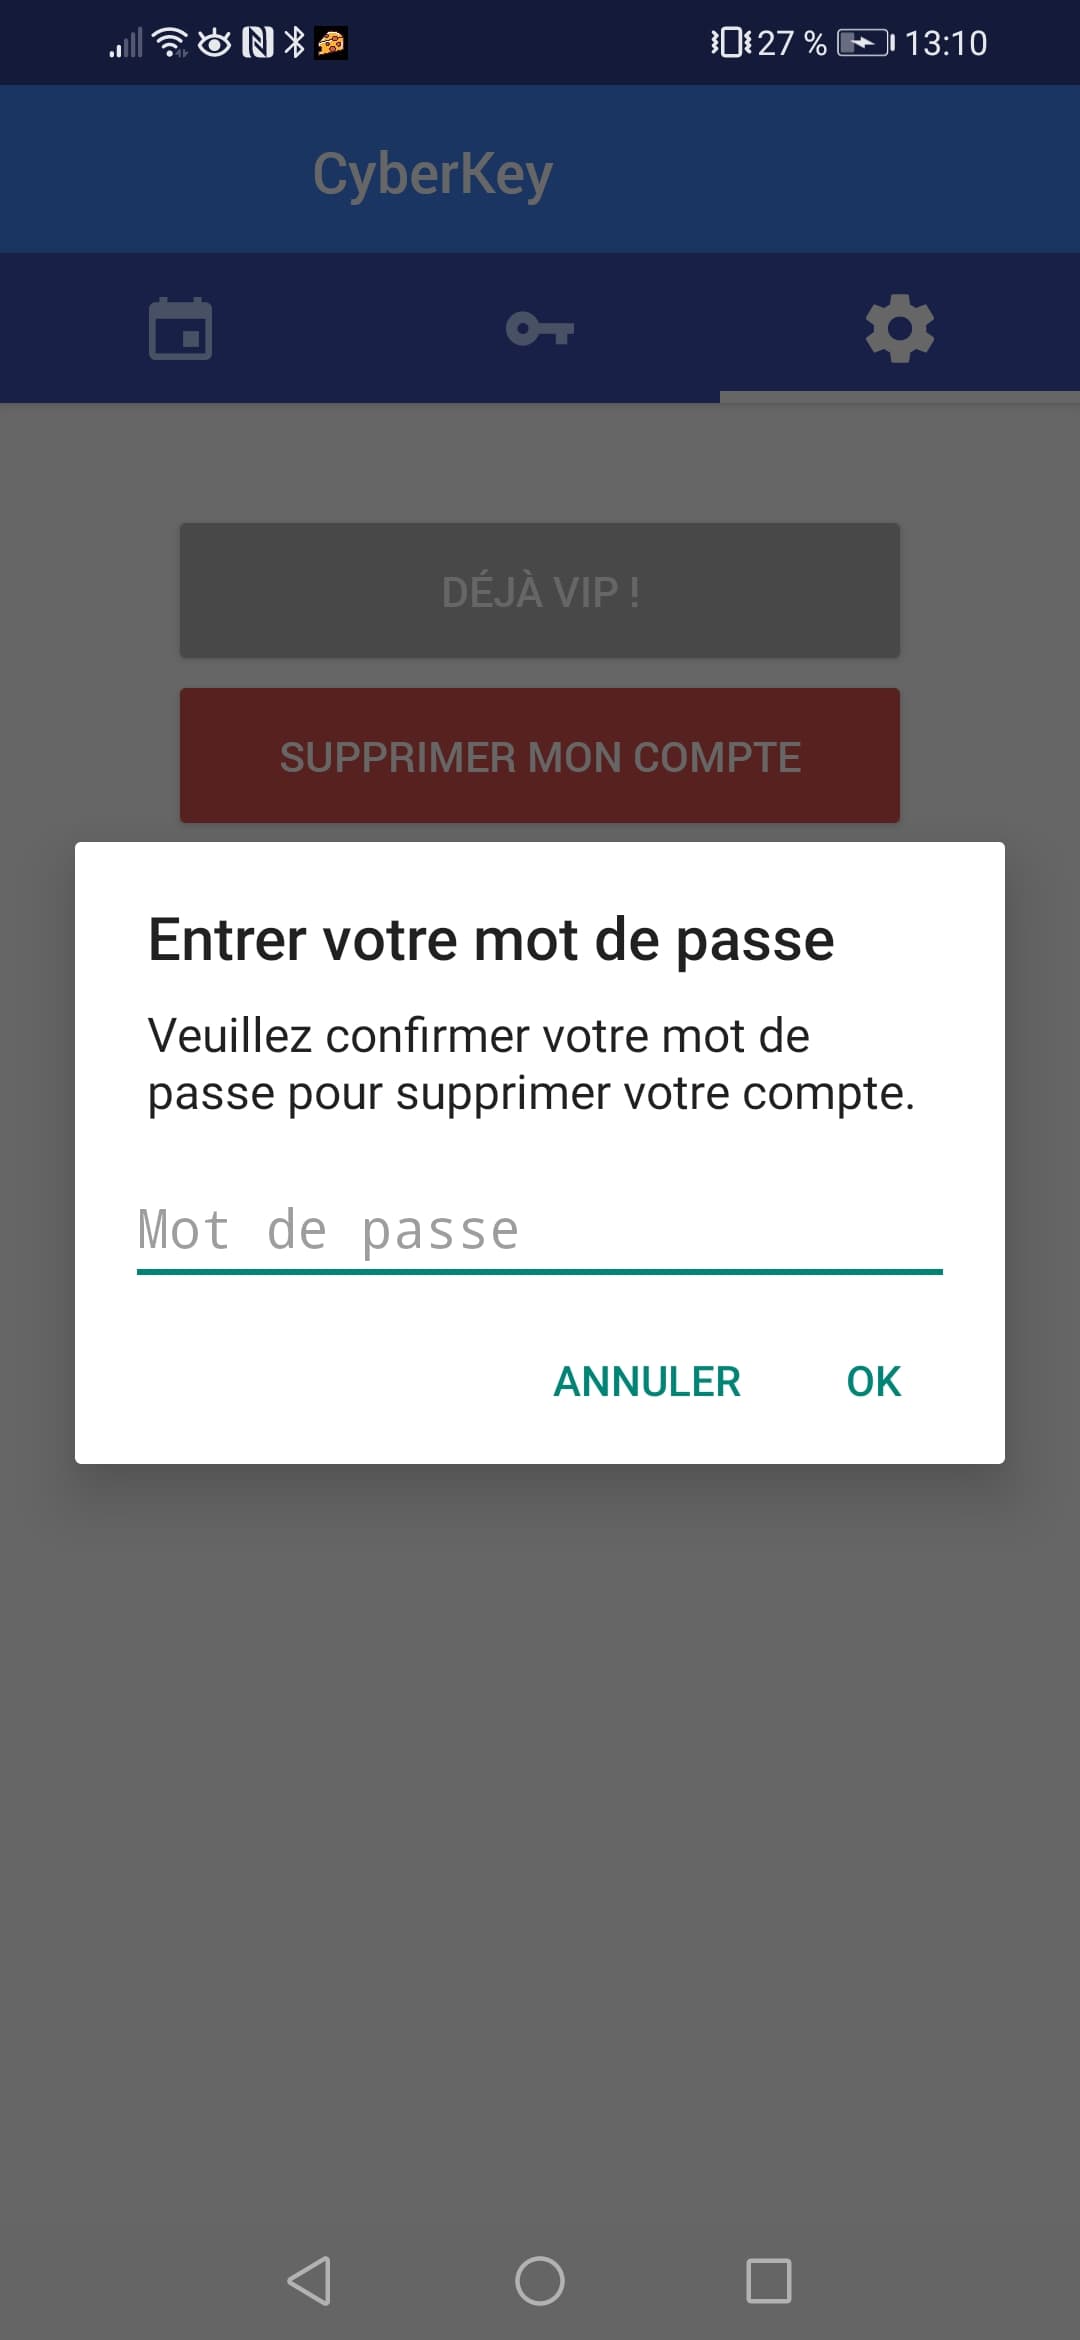 27 % 13:10
CyberKey
DÉJÀ VIP !
SUPPRIMER MON COMPTE
Entrer votre mot de passe
Veuillez confirmer votre mot de
passe pour supprimer votre compte.
Mot de passe
ANNULER OK